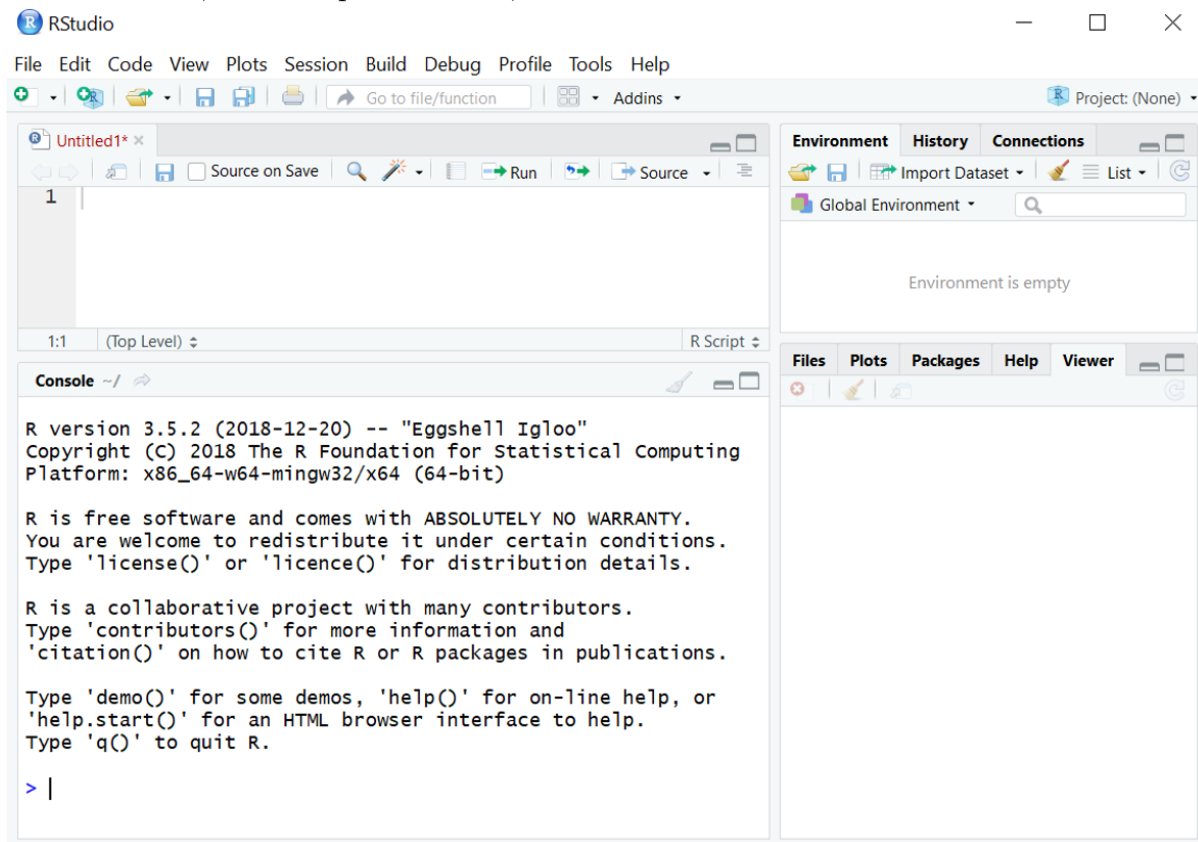 RStudio
File Edit Code View Plots Session Build Debug Profile Tools Help
Go to file/function Addins Project: (None)
Untitled1*
Source on Save Run Source
1
1:1 (Top Level) R Script
Console ~/
R version 3.5.2 (2018-12-20) -- "Eggshell Igloo"
Copyright (C) 2018 The R Foundation for Statistical Computing
Platform: x86_64-w64-mingw32/x64 (64-bit)
R is free software and comes with ABSOLUTELY NO WARRANTY.
You are welcome to redistribute it under certain conditions.
Type 'license()' or 'licence()' for distribution details.
R is a collaborative project with many contributors.
Type 'contributors()' for more information and
'citation()' on how to cite R or R packages in publications.
Type 'demo()' for some demos, 'help()' for on-line help, or
'help.start()' for an HTML browser interface to help.
Type 'q()' to quit R.
>
Environment History Connections
Import Dataset List
Global Environment
Environment is empty
Files Plots Packages Help Viewer